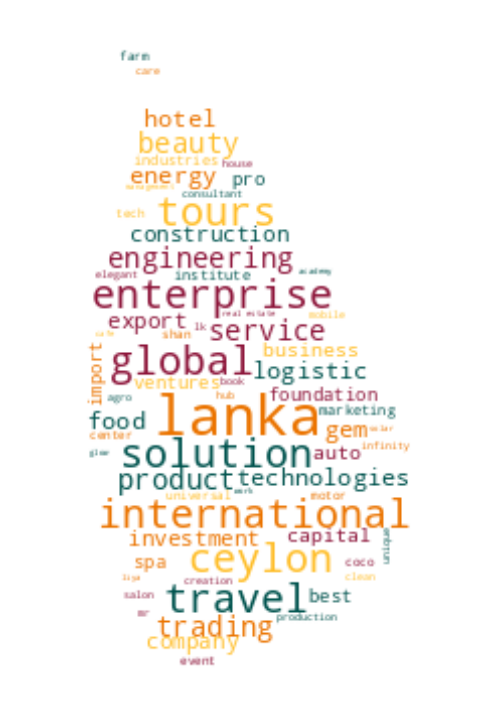 farm
care
hotel
beauty
industries house
energy pro
management
consultant
tech tours
construction
engineering
elegant institute academy
enterprise
real estate
export lk service mobile
cafe shan
import global business
logistic
ventures book
agro hub foundation
lanka marketing
food gem solar
center infinity
glow solution auto
product technologies
universal work motor
international
investment capital unique
spa ceylon coco
liya creation clean
salon travel best
mr production
trading
company
event